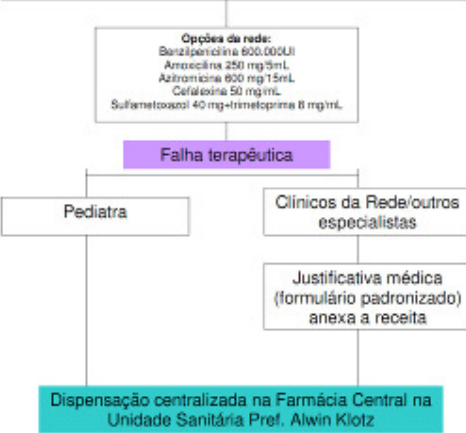 Opções da rede:
Benzilpenicilina 600.000UI
Amoxicilina 250 mg/5mL
Azitromicina 600 mg/15mL
Cefalexina 50 mg/mL
Sulfametoxazol 40 mg+trimetoprima 8 mg/mL
Falha terapêutica
Pediatra
Clínicos da Rede/outros
especialistas
Justificativa médica
(formulário padronizado)
anexa a receita
Dispensação centralizada na Farmácia Central na
Unidade Sanitária Pref. Alwin Klotz